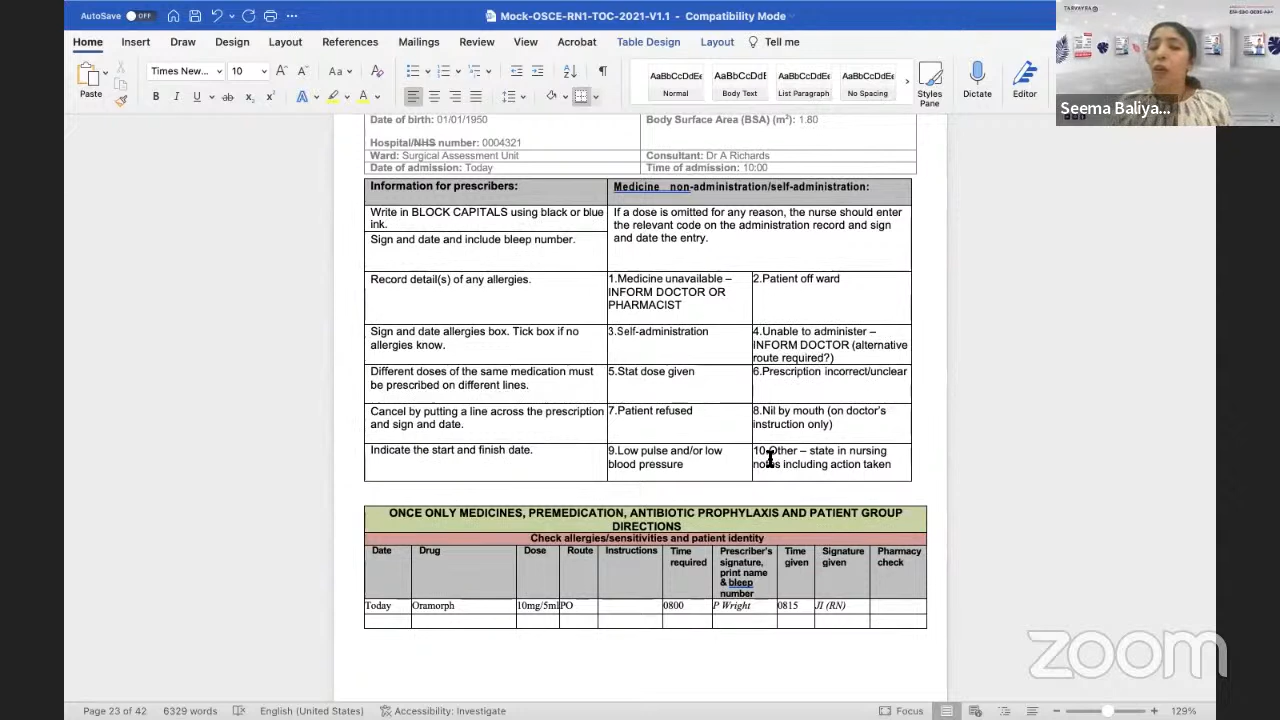 AutoSave OFF
Mock-OSCE-RN1-TOC-2021-V1.1 - Compatibility Mode
Home Insert Draw Design Layout References Mailings Review View Acrobat Table Design Layout Tell me
Paste
Times New... 10
AaBbCcDdEe Normal
AaBbCcDdE Body Text
AaBbCcDdEe List Paragraph
AaBbCcDdEe No Spacing
Styles Pane
Dictate
Editor
TARVAYRA
Seema Baliya...
Date of birth: 01/01/1950
Body Surface Area (BSA) (m²): 1.80
Hospital/NHS number: 0004321
Ward: Surgical Assessment Unit
Consultant: Dr A Richards
Date of admission: Today
Time of admission: 10:00
Information for prescribers:
Medicine non-administration/self-administration:
Write in BLOCK CAPITALS using black or blue
ink.
If a dose is omitted for any reason, the nurse should enter
the relevant code on the administration record and sign
and date the entry.
Sign and date and include bleep number.
Record detail(s) of any allergies.
1.Medicine unavailable –
INFORM DOCTOR OR
PHARMACIST
2.Patient off ward
Sign and date allergies box. Tick box if no
allergies know.
3.Self-administration
4.Unable to administer –
INFORM DOCTOR (alternative
route required?)
Different doses of the same medication must
be prescribed on different lines.
5.Stat dose given
6.Prescription incorrect/unclear
Cancel by putting a line across the prescription
and sign and date.
7.Patient refused
8.Nil by mouth (on doctor's
instruction only)
Indicate the start and finish date.
9.Low pulse and/or low
blood pressure
10.Other – state in nursing
notes including action taken
ONCE ONLY MEDICINES, PREMEDICATION, ANTIBIOTIC PROPHYLAXIS AND PATIENT GROUP
DIRECTIONS
Check allergies/sensitivities and patient identity
Date
Drug
Dose
Route
Instructions
Time
required
Prescriber's
signature,
print name
& bleep
number
Time
given
Signature
given
Pharmacy
check
Today Oramorph 10mg/5ml PO 0800 P Wright 0815 JI (RN)
zoom
Page 23 of 42 6329 words English (United States) Accessibility: Investigate Focus 129%